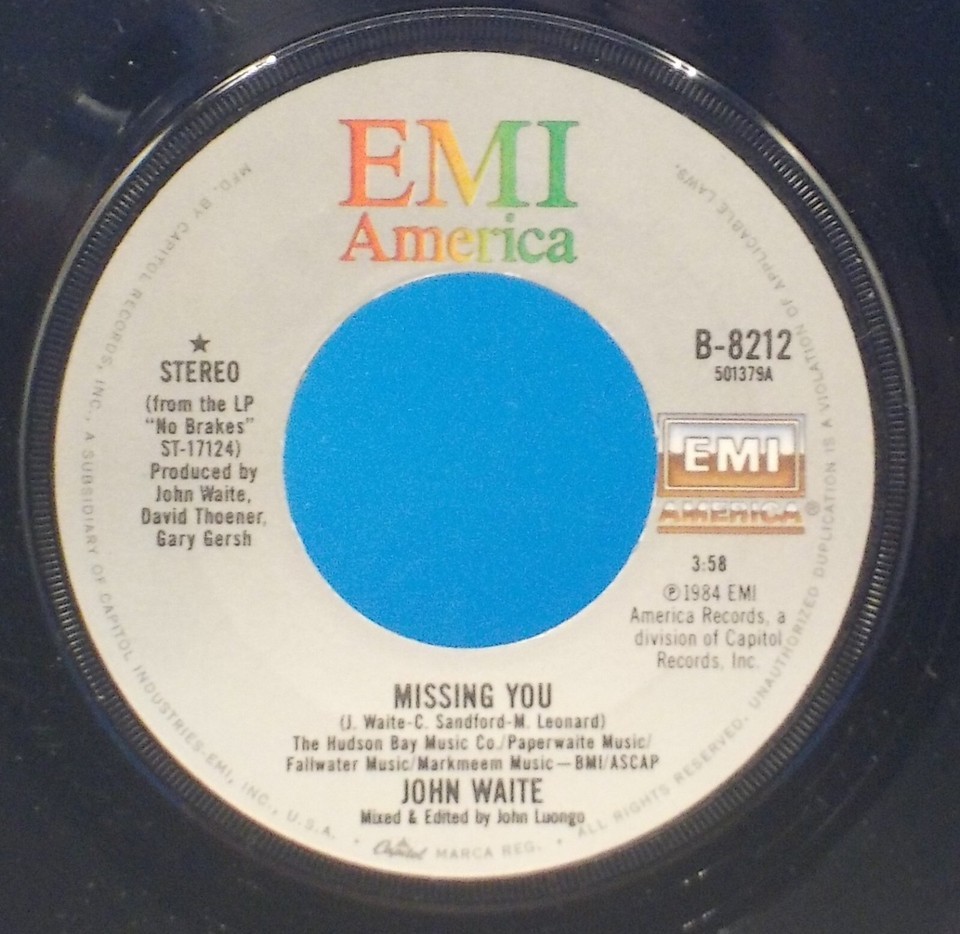 EMI
America
★
STEREO
(from the LP
"No Brakes"
ST-17124)
Produced by
John Waite,
David Thoener,
Gary Gersh
B-8212
501379A
EMI
AMERICA®
3:58
℗1984 EMI
America Records, a
division of Capitol
Records, Inc.
MISSING YOU
(J. Waite-C. Sandford-M. Leonard)
The Hudson Bay Music Co./Paperwaite Music/
Fallwater Music/Markmeem Music—BMI/ASCAP
JOHN WAITE
Mixed & Edited by John Luongo
MFD. BY CAPITOL RECORDS, INC., A SUBSIDIARY OF CAPITOL INDUSTRIES-EMI, INC., U.S.A. • Capitol MARCA REG. • ALL RIGHTS RESERVED. UNAUTHORIZED DUPLICATION IS A VIOLATION OF APPLICABLE LAWS.